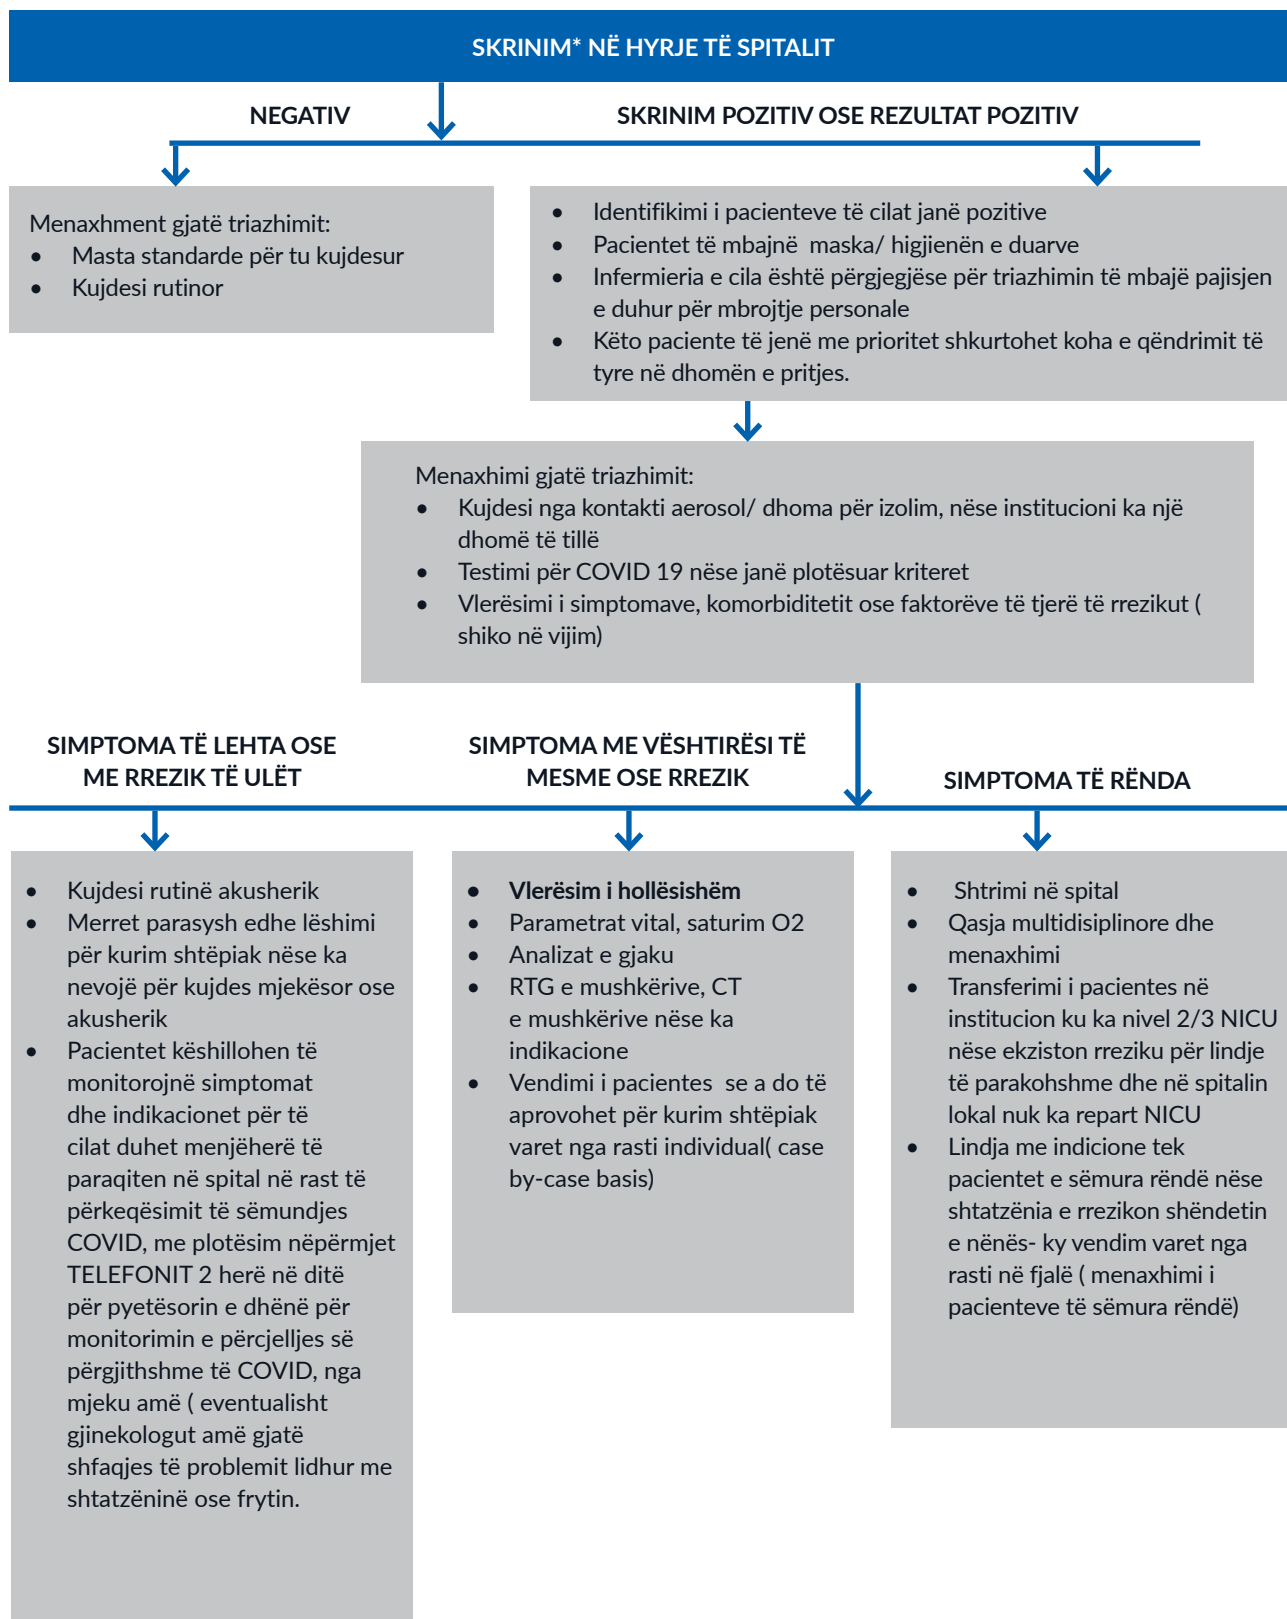 SKRINIM* NË HYRJE TË SPITALIT
NEGATIV
SKRINIM POZITIV OSE REZULTAT POZITIV
Menaxhment gjatë triazhimit:
• Masta standarde për tu kujdesur
• Kujdesi rutinor
• Identifikimi i pacienteve të cilat janë pozitive
• Pacientet të mbajnë maska/ higjienën e duarve
• Infermieria e cila është përgjegjëse për triazhimin të mbajë pajisjen
e duhur për mbrojtje personale
• Këto paciente të jenë me prioritet shkurtohet koha e qëndrimit të
tyre në dhomën e pritjes.
Menaxhimi gjatë triazhimit:
• Kujdesi nga kontakti aerosol/ dhoma për izolim, nëse institucioni ka një
dhomë të tillë
• Testimi për COVID 19 nëse janë plotësuar kriteret
• Vlerësimi i simptomave, komorbiditetit ose faktorëve të tjerë të rrezikut (
shiko në vijim)
SIMPTOMA TË LEHTA OSE
ME RREZIK TË ULËT
SIMPTOMA ME VËSHTIRËSI TË
MESME OSE RREZIK
SIMPTOMA TË RËNDA
• Kujdesi rutinë akusherik
• Merret parasysh edhe lëshimi
për kurim shtëpiak nëse ka
nevojë për kujdes mjekësor ose
akusherik
• Pacientet këshillohen të
monitorojnë simptomat
dhe indikacionet për të
cilat duhet menjëherë të
paraqiten në spital në rast të
përkeqësimit të sëmundjes
COVID, me plotësim nëpërmjet
TELEFONIT 2 herë në ditë
për pyetësorin e dhënë për
monitorimin e përcjelljes së
përgjithshme të COVID, nga
mjeku amë ( eventualisht
gjinekologut amë gjatë
shfaqjes të problemit lidhur me
shtatzëninë ose frytin.
• Vlerësim i hollësishëm
• Parametrat vital, saturim O2
• Analizat e gjaku
• RTG e mushkërive, CT
e mushkërive nëse ka
indikacione
• Vendimi i pacientes se a do të
aprovohet për kurim shtëpiak
varet nga rasti individual( case
by-case basis)
• Shtrimi në spital
• Qasja multidisiplinore dhe
menaxhimi
• Transferimi i pacientes në
institucion ku ka nivel 2/3 NICU
nëse ekziston rreziku për lindje
të parakohshme dhe në spitalin
lokal nuk ka repart NICU
• Lindja me indicione tek
pacientet e sëmura rëndë nëse
shtatzënia e rrezikon shëndetin
e nënës- ky vendim varet nga
rasti në fjalë ( menaxhimi i
pacienteve të sëmura rëndë)